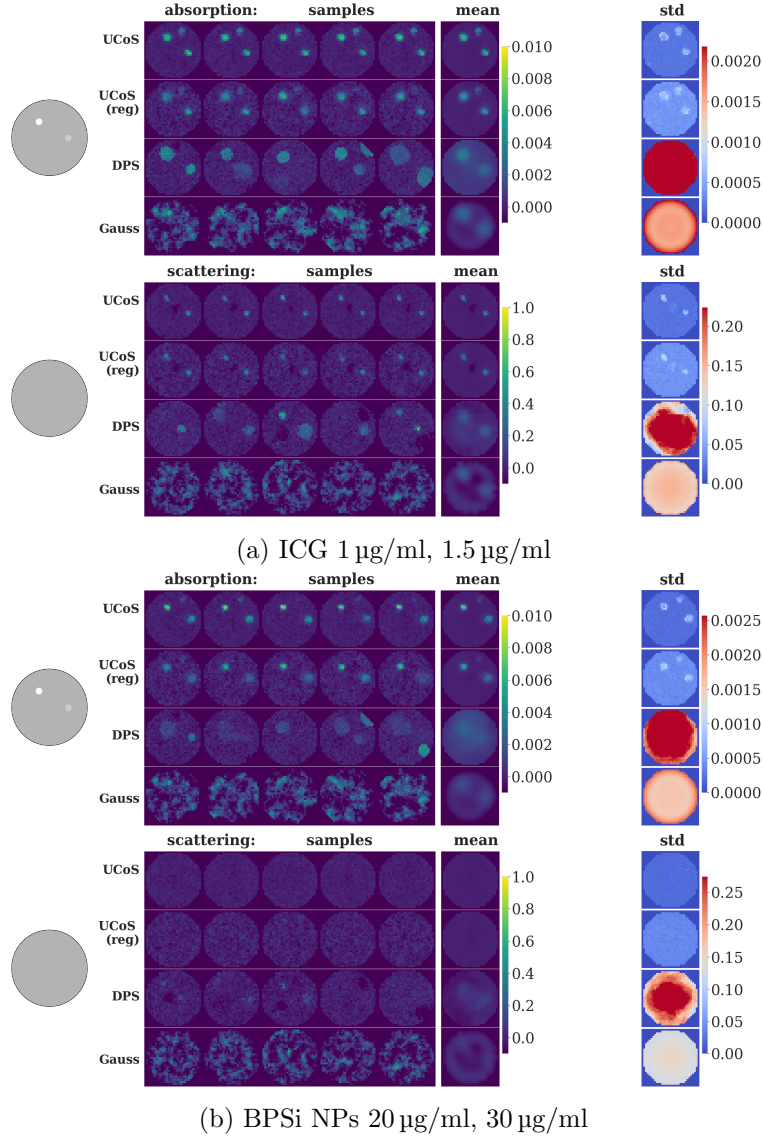 absorption: samples mean std
UCoS
UCoS
(reg)
DPS
Gauss
0.010
0.008
0.006
0.004
0.002
0.000
0.0020
0.0015
0.0010
0.0005
0.0000
scattering: samples mean std
UCoS
UCoS
(reg)
DPS
Gauss
1.0
0.8
0.6
0.4
0.2
0.0
0.20
0.15
0.10
0.05
0.00
(a) ICG 1 µg/ml, 1.5 µg/ml
absorption: samples mean std
UCoS
UCoS
(reg)
DPS
Gauss
0.010
0.008
0.006
0.004
0.002
0.000
0.0025
0.0020
0.0015
0.0010
0.0005
0.0000
scattering: samples mean std
UCoS
UCoS
(reg)
DPS
Gauss
1.0
0.8
0.6
0.4
0.2
0.0
0.25
0.20
0.15
0.10
0.05
0.00
(b) BPSi NPs 20 µg/ml, 30 µg/ml